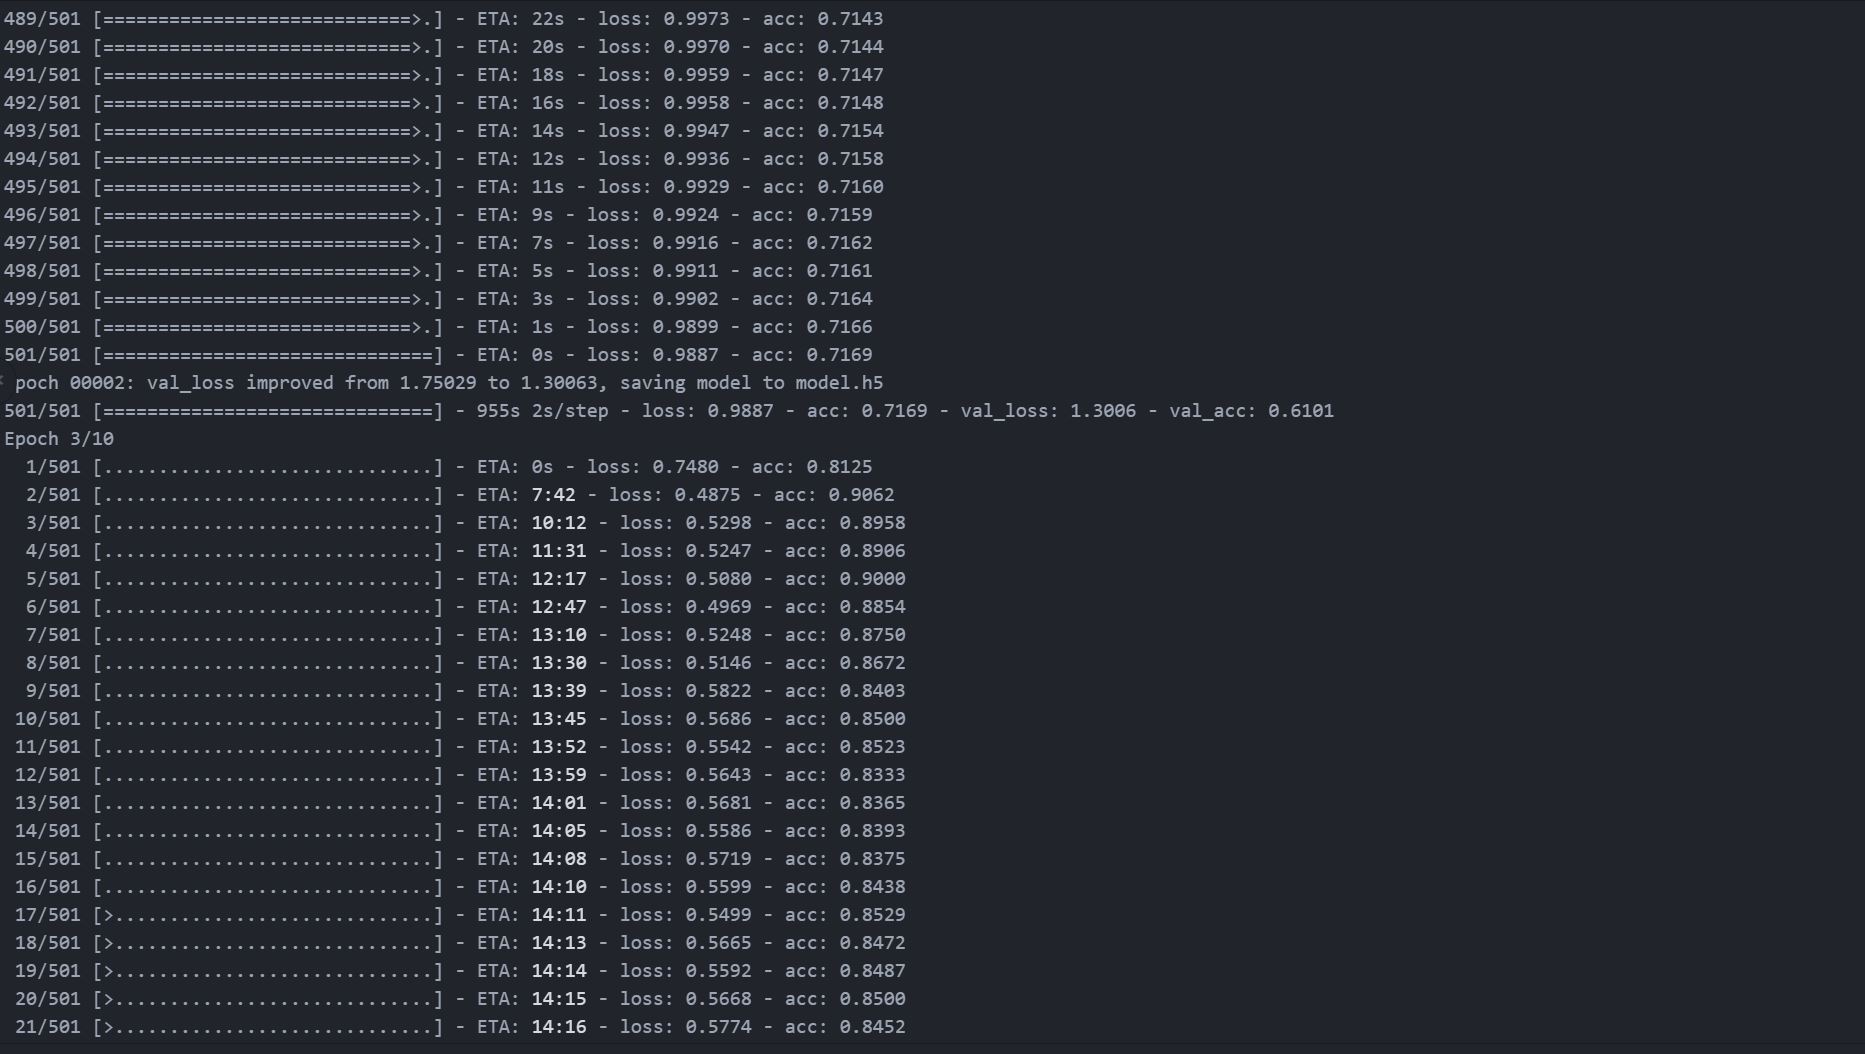 489/501 [============================>.] - ETA: 22s - loss: 0.9973 - acc: 0.7143
490/501 [============================>.] - ETA: 20s - loss: 0.9970 - acc: 0.7144
491/501 [============================>.] - ETA: 18s - loss: 0.9959 - acc: 0.7147
492/501 [============================>.] - ETA: 16s - loss: 0.9958 - acc: 0.7148
493/501 [============================>.] - ETA: 14s - loss: 0.9947 - acc: 0.7154
494/501 [============================>.] - ETA: 12s - loss: 0.9936 - acc: 0.7158
495/501 [============================>.] - ETA: 11s - loss: 0.9929 - acc: 0.7160
496/501 [============================>.] - ETA: 9s - loss: 0.9924 - acc: 0.7159
497/501 [============================>.] - ETA: 7s - loss: 0.9916 - acc: 0.7162
498/501 [============================>.] - ETA: 5s - loss: 0.9911 - acc: 0.7161
499/501 [============================>.] - ETA: 3s - loss: 0.9902 - acc: 0.7164
500/501 [============================>.] - ETA: 1s - loss: 0.9899 - acc: 0.7166
501/501 [==============================] - ETA: 0s - loss: 0.9887 - acc: 0.7169
poch 00002: val_loss improved from 1.75029 to 1.30063, saving model to model.h5
501/501 [==============================] - 955s 2s/step - loss: 0.9887 - acc: 0.7169 - val_loss: 1.3006 - val_acc: 0.6101
Epoch 3/10
1/501 [..............................] - ETA: 0s - loss: 0.7480 - acc: 0.8125
2/501 [..............................] - ETA: 7:42 - loss: 0.4875 - acc: 0.9062
3/501 [..............................] - ETA: 10:12 - loss: 0.5298 - acc: 0.8958
4/501 [..............................] - ETA: 11:31 - loss: 0.5247 - acc: 0.8906
5/501 [..............................] - ETA: 12:17 - loss: 0.5080 - acc: 0.9000
6/501 [..............................] - ETA: 12:47 - loss: 0.4969 - acc: 0.8854
7/501 [..............................] - ETA: 13:10 - loss: 0.5248 - acc: 0.8750
8/501 [..............................] - ETA: 13:30 - loss: 0.5146 - acc: 0.8672
9/501 [..............................] - ETA: 13:39 - loss: 0.5822 - acc: 0.8403
10/501 [..............................] - ETA: 13:45 - loss: 0.5686 - acc: 0.8500
11/501 [..............................] - ETA: 13:52 - loss: 0.5542 - acc: 0.8523
12/501 [..............................] - ETA: 13:59 - loss: 0.5643 - acc: 0.8333
13/501 [..............................] - ETA: 14:01 - loss: 0.5681 - acc: 0.8365
14/501 [..............................] - ETA: 14:05 - loss: 0.5586 - acc: 0.8393
15/501 [..............................] - ETA: 14:08 - loss: 0.5719 - acc: 0.8375
16/501 [..............................] - ETA: 14:10 - loss: 0.5599 - acc: 0.8438
17/501 [>.............................] - ETA: 14:11 - loss: 0.5499 - acc: 0.8529
18/501 [>.............................] - ETA: 14:13 - loss: 0.5665 - acc: 0.8472
19/501 [>.............................] - ETA: 14:14 - loss: 0.5592 - acc: 0.8487
20/501 [>.............................] - ETA: 14:15 - loss: 0.5668 - acc: 0.8500
21/501 [>.............................] - ETA: 14:16 - loss: 0.5774 - acc: 0.8452